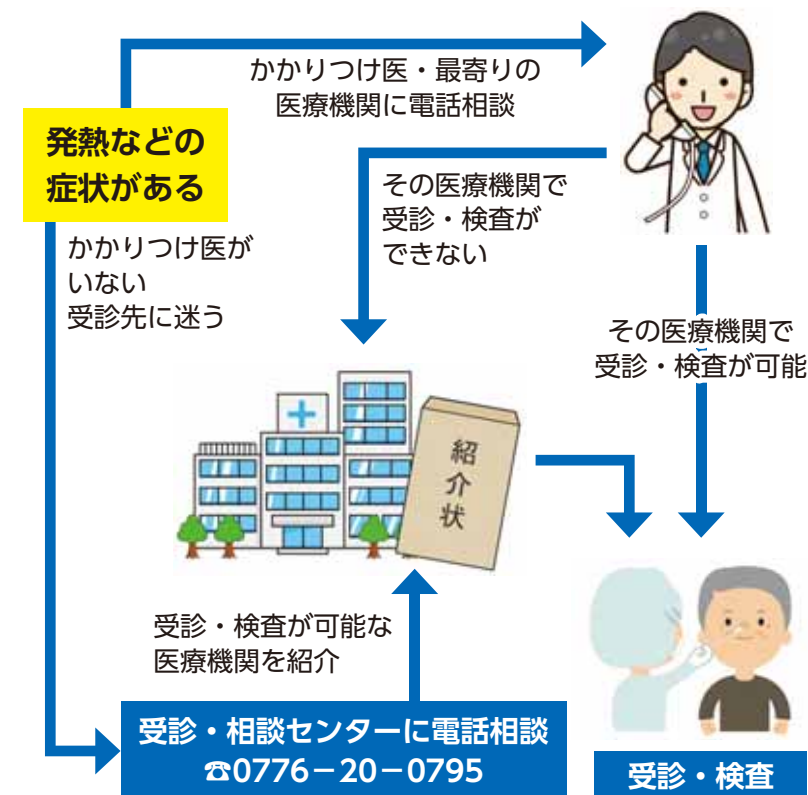 かかりつけ医・最寄りの
医療機関に電話相談
発熱などの
症状がある
その医療機関で
受診・検査が
できない
かかりつけ医が
いない
受診先に迷う
その医療機関で
受診・検査が可能
紹介状
受診・検査が可能な
医療機関を紹介
受診・相談センターに電話相談
☎0776－20－0795
受診・検査